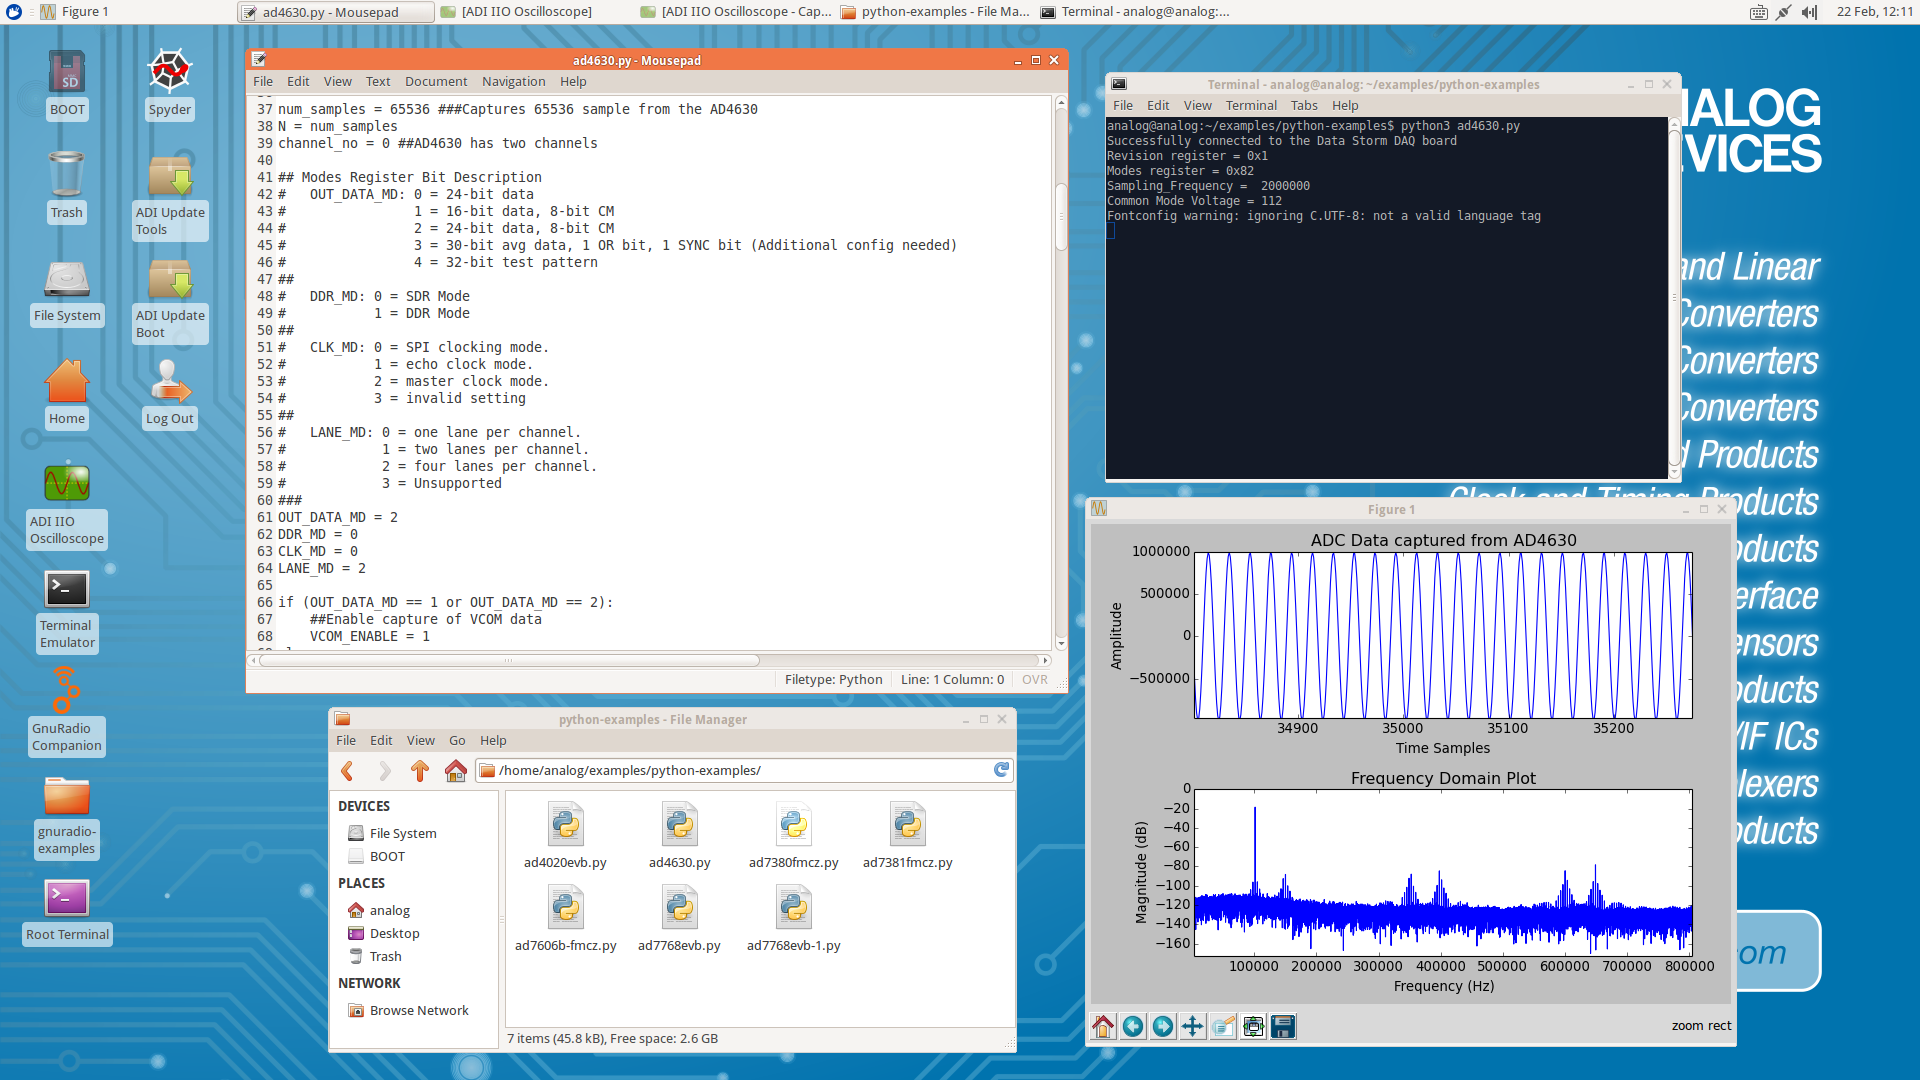 Figure 1
ad4630.py - Mousepad
[ADI IIO Oscilloscope]
[ADI IIO Oscilloscope - Cap...
python-examples - File Ma...
Terminal - analog@analog:...
22 Feb, 12:11
BOOT
Spyder
Trash
ADI Update
Tools
File System
ADI Update
Boot
Home
Log Out
ADI IIO
Oscilloscope
Terminal
Emulator
GnuRadio
Companion
gnuradio-
examples
Root Terminal
ad4630.py - Mousepad
File Edit View Text Document Navigation Help
37 num_samples = 65536 ###Captures 65536 sample from the AD4630
38 N = num_samples
39 channel_no = 0 ##AD4630 has two channels
40
41 ## Modes Register Bit Description
42 #   OUT_DATA_MD: 0 = 24-bit data
43 #                1 = 16-bit data, 8-bit CM
44 #                2 = 24-bit data, 8-bit CM
45 #                3 = 30-bit avg data, 1 OR bit, 1 SYNC bit (Additional config needed)
46 #                4 = 32-bit test pattern
47 ##
48 #   DDR_MD: 0 = SDR Mode
49 #           1 = DDR Mode
50 ##
51 #   CLK_MD: 0 = SPI clocking mode.
52 #           1 = echo clock mode.
53 #           2 = master clock mode.
54 #           3 = invalid setting
55 ##
56 #   LANE_MD: 0 = one lane per channel.
57 #            1 = two lanes per channel.
58 #            2 = four lanes per channel.
59 #            3 = Unsupported
60 ###
61 OUT_DATA_MD = 2
62 DDR_MD = 0
63 CLK_MD = 0
64 LANE_MD = 2
65
66 if (OUT_DATA_MD == 1 or OUT_DATA_MD == 2):
67     ##Enable capture of VCOM data
68     VCOM_ENABLE = 1
Filetype: Python
Line: 1 Column: 0
OVR
Terminal - analog@analog: ~/examples/python-examples
File Edit View Terminal Tabs Help
analog@analog:~/examples/python-examples$ python3 ad4630.py
Successfully connected to the Data Storm DAQ board
Revision register = 0x1
Modes register = 0x82
Sampling_Frequency =  2000000
Common Mode Voltage = 112
Fontconfig warning: ignoring C.UTF-8: not a valid language tag
NALOG
EVICES
and Linear
Converters
Converters
Converters
d Products
Clock and Timing Products
oducts
erface
ensors
oducts
/IF ICs
lexers
oducts
om
python-examples - File Manager
File Edit View Go Help
/home/analog/examples/python-examples/
DEVICES
File System
BOOT
PLACES
analog
Desktop
Trash
NETWORK
Browse Network
ad4020evb.py
ad4630.py
ad7380fmcz.py
ad7381fmcz.py
ad7606b-fmcz.py
ad7768evb.py
ad7768evb-1.py
7 items (45.8 kB), Free space: 2.6 GB
Figure 1
ADC Data captured from AD4630
1000000
500000
0
−500000
Amplitude
34900 35000 35100 35200
Time Samples
Frequency Domain Plot
0
−20
−40
−60
−80
−100
−120
−140
−160
Magnitude (dB)
100000 200000 300000 400000 500000 600000 700000 800000
Frequency (Hz)
zoom rect